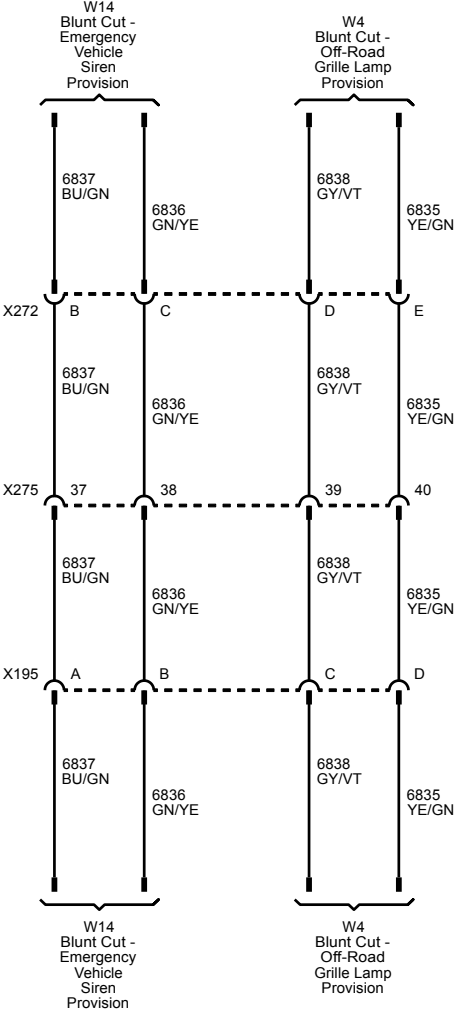 W14
Blunt Cut -
Emergency
Vehicle
Siren
Provision
W4
Blunt Cut -
Off-Road
Grille Lamp
Provision
6837
BU/GN
6836
GN/YE
6838
GY/VT
6835
YE/GN
X272 B C D E
6837
BU/GN
6836
GN/YE
6838
GY/VT
6835
YE/GN
X275 37 38 39 40
6837
BU/GN
6836
GN/YE
6838
GY/VT
6835
YE/GN
X195 A B C D
6837
BU/GN
6836
GN/YE
6838
GY/VT
6835
YE/GN
W14
Blunt Cut -
Emergency
Vehicle
Siren
Provision
W4
Blunt Cut -
Off-Road
Grille Lamp
Provision